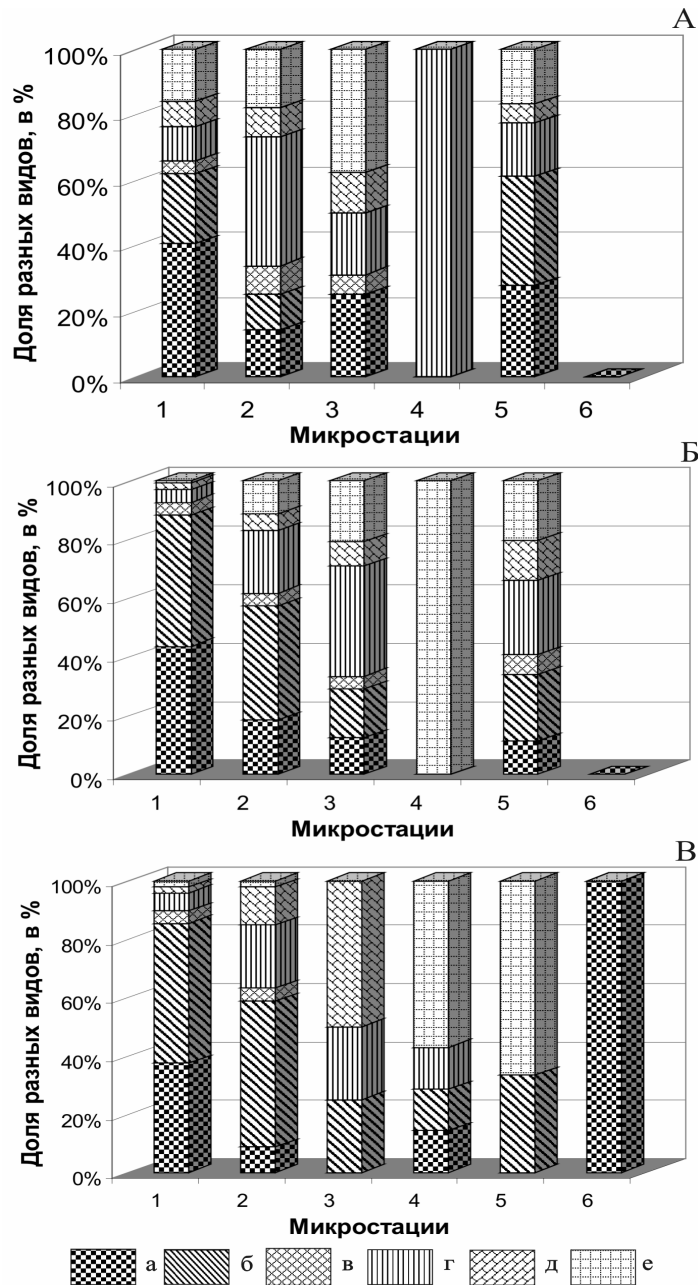 А
Доля разных видов, в %
100%
80%
60%
40%
20%
0%
1 2 3 4 5 6
Микростации
Б
Доля разных видов, в %
100%
80%
60%
40%
20%
0%
1 2 3 4 5 6
Микростации
В
Доля разных видов, в %
100%
80%
60%
40%
20%
0%
1 2 3 4 5 6
Микростации
а б в г д е